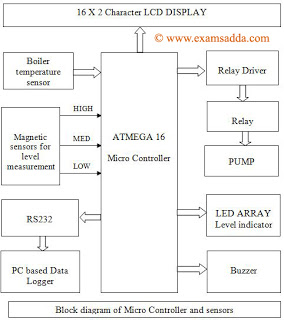 16 X 2 Character LCD DISPLAY
© www.examsadda.com
Boiler
temperature
sensor
Magnetic
sensors for
level
measurement
HIGH
MED
LOW
ATMEGA 16
Micro Controller
Relay Driver
Relay
PUMP
RS232
PC based Data
Logger
LED ARRAY
Level indicator
Buzzer
Block diagram of Micro Controller and sensors